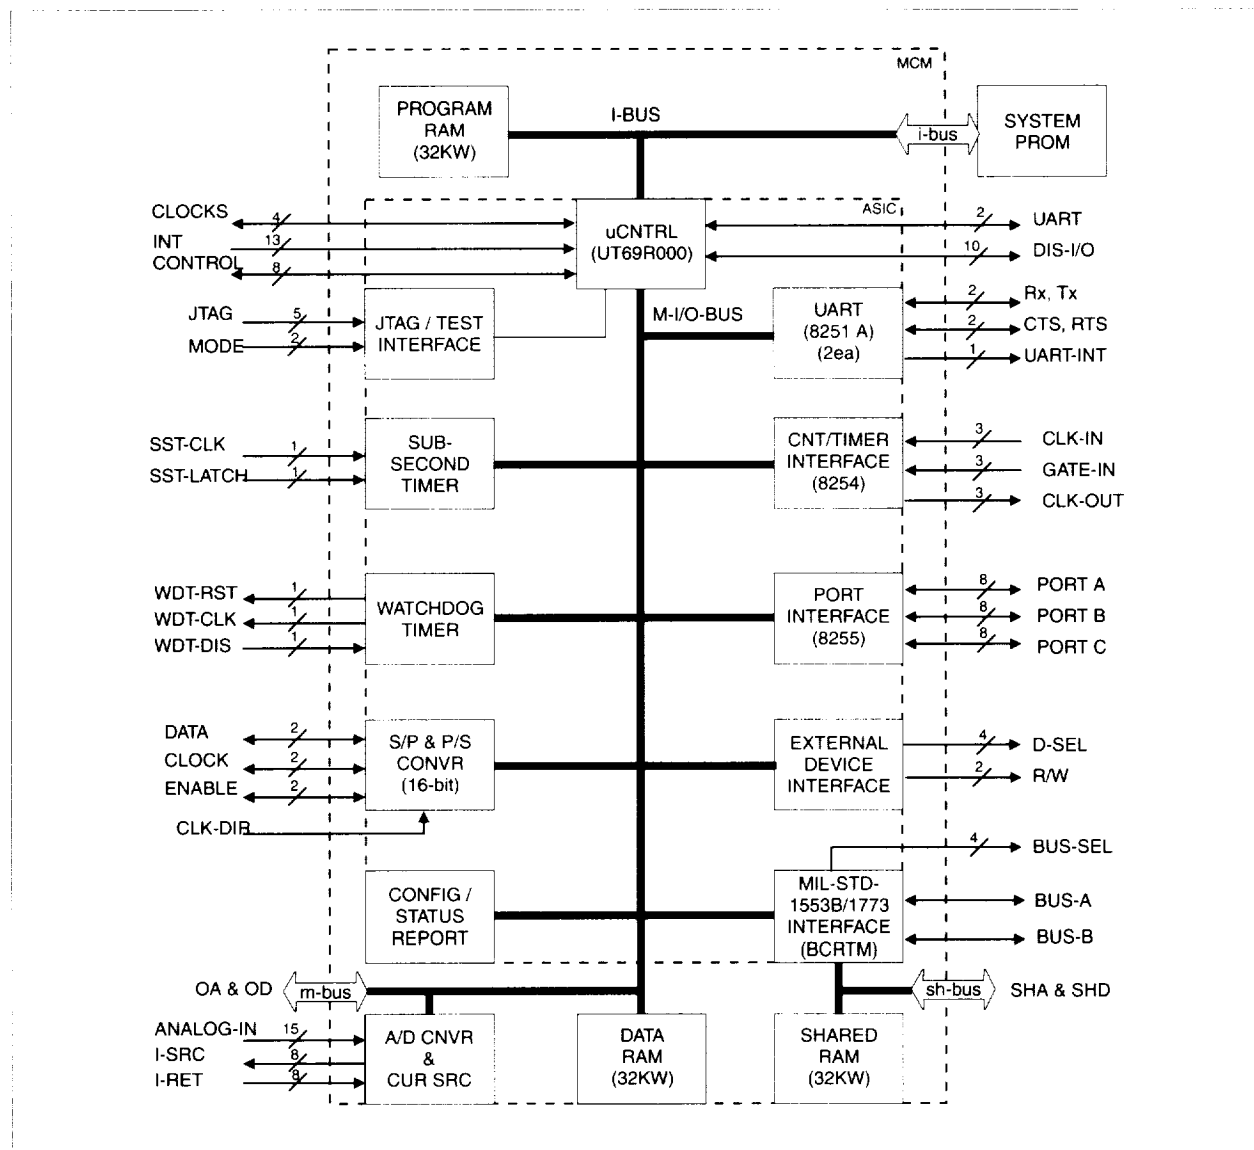 MCM
PROGRAM
RAM
(32KW)
I-BUS
i-bus
SYSTEM
PROM
ASIC
CLOCKS
4
INT
13
CONTROL
8
uCNTRL
(UT69R000)
2
UART
10
DIS-I/O
JTAG
5
MODE
2
JTAG / TEST
INTERFACE
M-I/O-BUS
UART
(8251 A)
(2ea)
2
Rx, Tx
2
CTS, RTS
1
UART-INT
SST-CLK
1
SST-LATCH
1
SUB-
SECOND
TIMER
CNT/TIMER
INTERFACE
(8254)
3
CLK-IN
3
GATE-IN
3
CLK-OUT
WDT-RST
1
WDT-CLK
1
WDT-DIS
1
WATCHDOG
TIMER
PORT
INTERFACE
(8255)
8
PORT A
8
PORT B
8
PORT C
DATA
2
CLOCK
2
ENABLE
2
CLK-DIR
S/P & P/S
CONVR
(16-bit)
EXTERNAL
DEVICE
INTERFACE
4
D-SEL
2
R/W
4
BUS-SEL
CONFIG /
STATUS
REPORT
MIL-STD-
1553B/1773
INTERFACE
(BCRTM)
BUS-A
BUS-B
OA & OD
m-bus
sh-bus
SHA & SHD
ANALOG-IN
15
I-SRC
8
I-RET
8
A/D CNVR
&
CUR SRC
DATA
RAM
(32KW)
SHARED
RAM
(32KW)